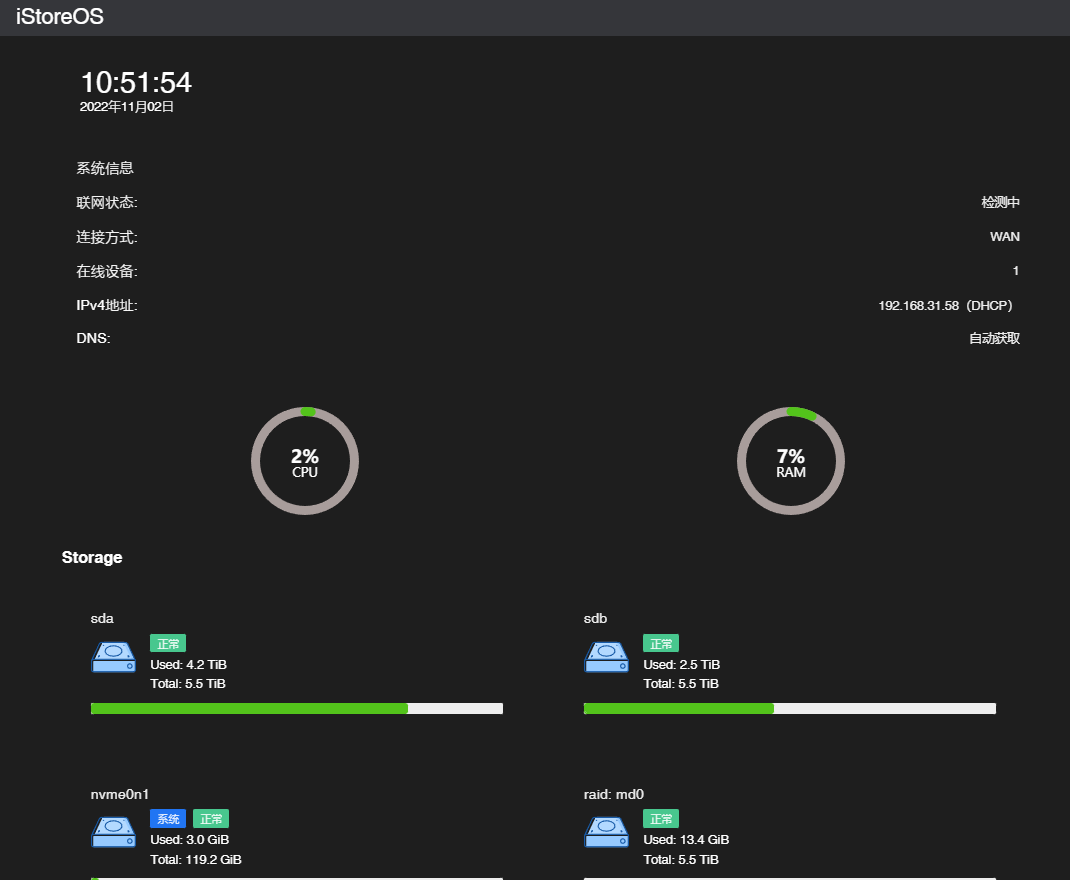 iStoreOS
10:51:54
2022年11月02日
系统信息
联网状态: 检测中
连接方式: WAN
在线设备: 1
IPv4地址: 192.168.31.58（DHCP）
DNS: 自动获取
2% 7%
CPU RAM
Storage
sda
正常
Used: 4.2 TiB
Total: 5.5 TiB
sdb
正常
Used: 2.5 TiB
Total: 5.5 TiB
nvme0n1
系统 正常
Used: 3.0 GiB
Total: 119.2 GiB
raid: md0
正常
Used: 13.4 GiB
Total: 5.5 TiB